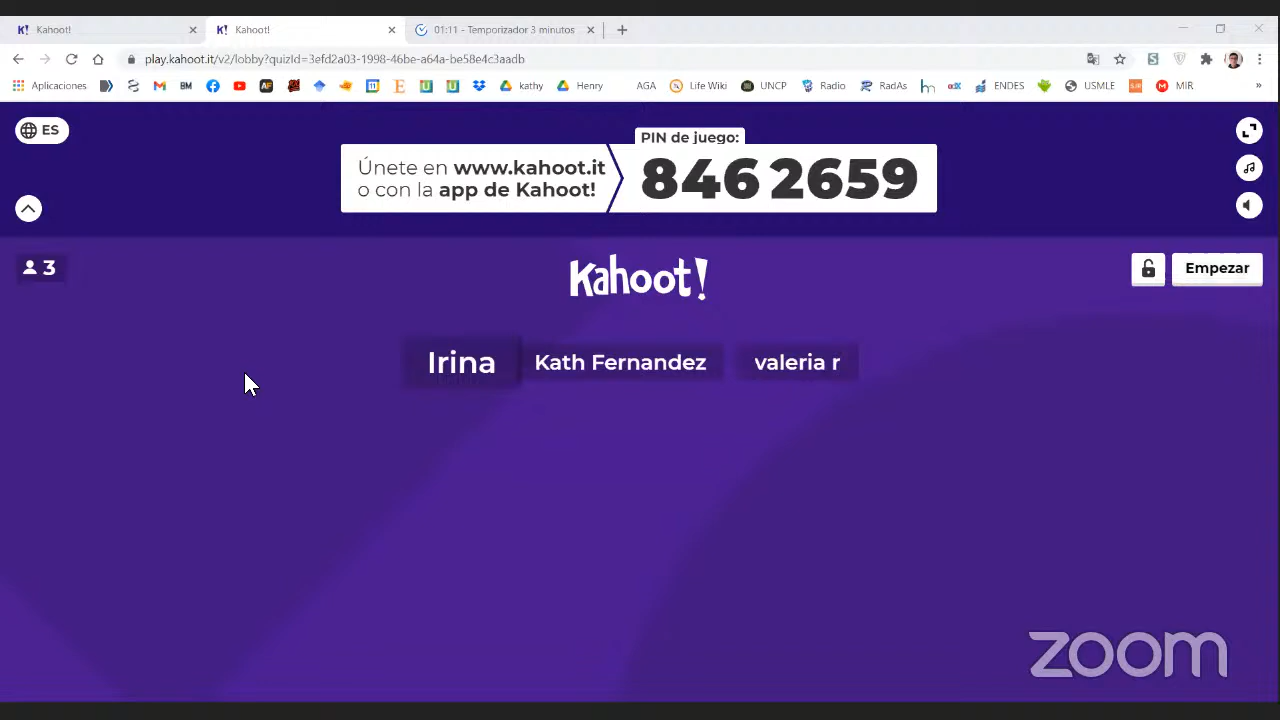 Kahoot!
Kahoot!
01:11 - Temporizador 3 minutos
play.kahoot.it/v2/lobby?quizId=3efd2a03-1998-46be-a64a-be58e4c3aadb
Aplicaciones BM AF kathy Henry AGA Life Wiki UNCP Radio RadAs ENDES USMLE MIR »
ES
PIN de juego:
Únete en www.kahoot.it
o con la app de Kahoot!
846 2659
3
Kahoot!
Empezar
Irina Kath Fernandez valeria r
zoom